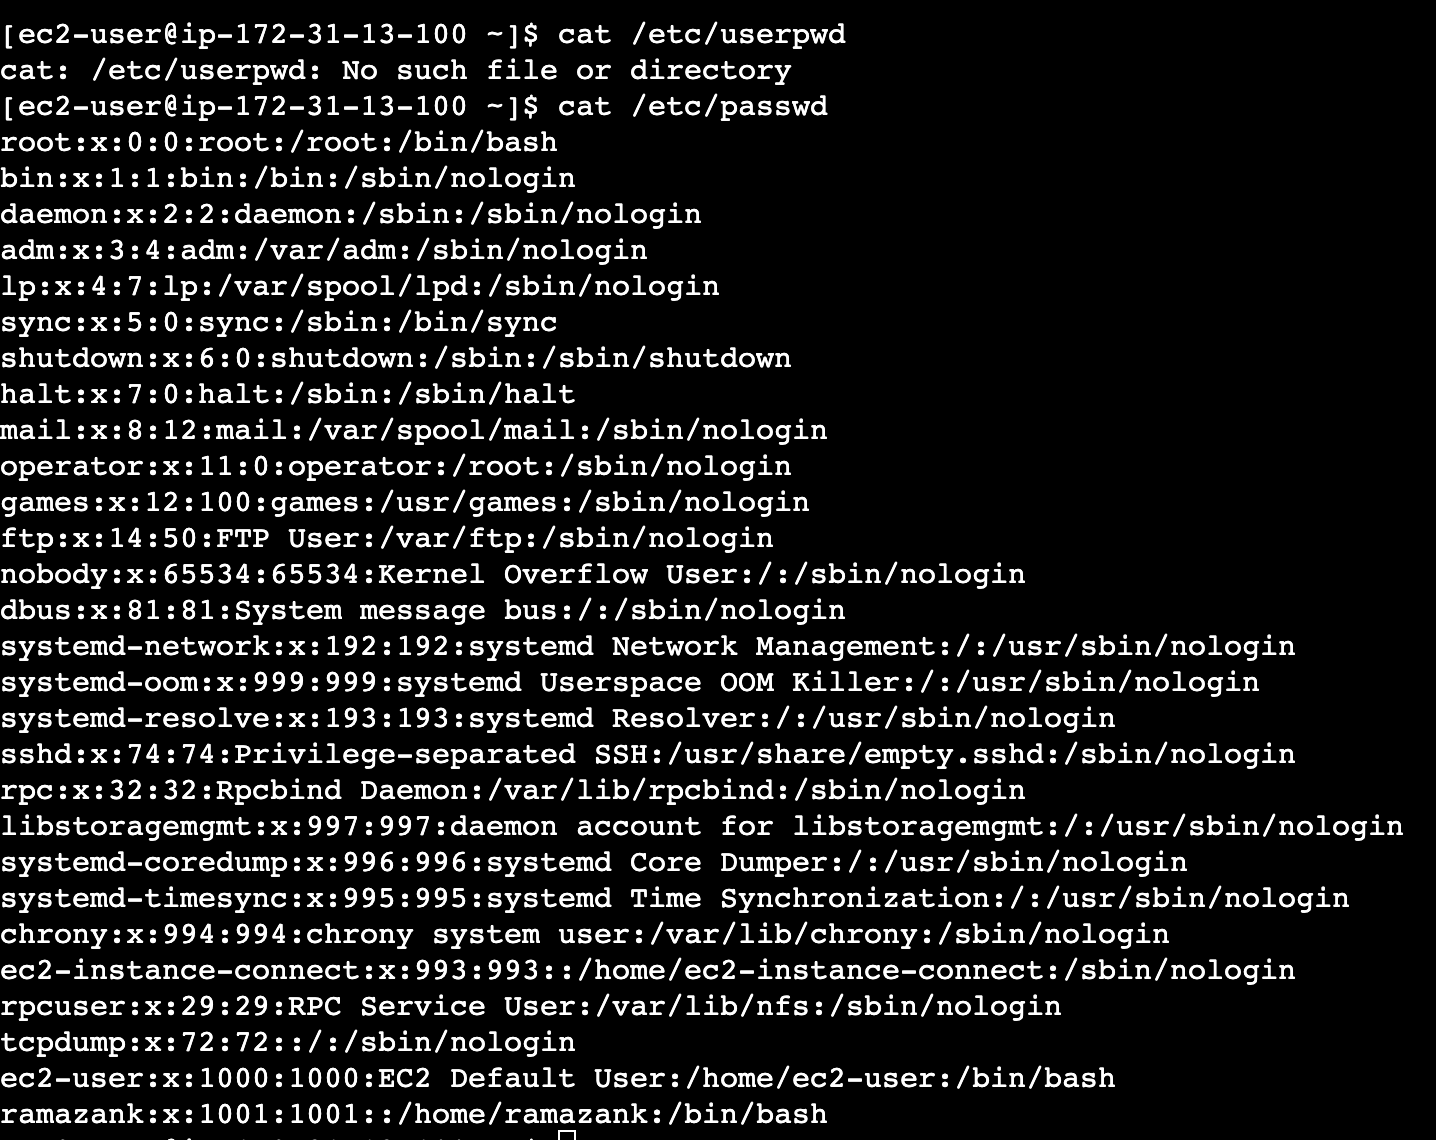 [ec2-user@ip-172-31-13-100 ~]$ cat /etc/userpwd
cat: /etc/userpwd: No such file or directory
[ec2-user@ip-172-31-13-100 ~]$ cat /etc/passwd
root:x:0:0:root:/root:/bin/bash
bin:x:1:1:bin:/bin:/sbin/nologin
daemon:x:2:2:daemon:/sbin:/sbin/nologin
adm:x:3:4:adm:/var/adm:/sbin/nologin
lp:x:4:7:lp:/var/spool/lpd:/sbin/nologin
sync:x:5:0:sync:/sbin:/bin/sync
shutdown:x:6:0:shutdown:/sbin:/sbin/shutdown
halt:x:7:0:halt:/sbin:/sbin/halt
mail:x:8:12:mail:/var/spool/mail:/sbin/nologin
operator:x:11:0:operator:/root:/sbin/nologin
games:x:12:100:games:/usr/games:/sbin/nologin
ftp:x:14:50:FTP User:/var/ftp:/sbin/nologin
nobody:x:65534:65534:Kernel Overflow User:/:/sbin/nologin
dbus:x:81:81:System message bus:/:/sbin/nologin
systemd-network:x:192:192:systemd Network Management:/:/usr/sbin/nologin
systemd-oom:x:999:999:systemd Userspace OOM Killer:/:/usr/sbin/nologin
systemd-resolve:x:193:193:systemd Resolver:/:/usr/sbin/nologin
sshd:x:74:74:Privilege-separated SSH:/usr/share/empty.sshd:/sbin/nologin
rpc:x:32:32:Rpcbind Daemon:/var/lib/rpcbind:/sbin/nologin
libstoragemgmt:x:997:997:daemon account for libstoragemgmt:/:/usr/sbin/nologin
systemd-coredump:x:996:996:systemd Core Dumper:/:/usr/sbin/nologin
systemd-timesync:x:995:995:systemd Time Synchronization:/:/usr/sbin/nologin
chrony:x:994:994:chrony system user:/var/lib/chrony:/sbin/nologin
ec2-instance-connect:x:993:993::/home/ec2-instance-connect:/sbin/nologin
rpcuser:x:29:29:RPC Service User:/var/lib/nfs:/sbin/nologin
tcpdump:x:72:72::/:/sbin/nologin
ec2-user:x:1000:1000:EC2 Default User:/home/ec2-user:/bin/bash
ramazank:x:1001:1001::/home/ramazank:/bin/bash